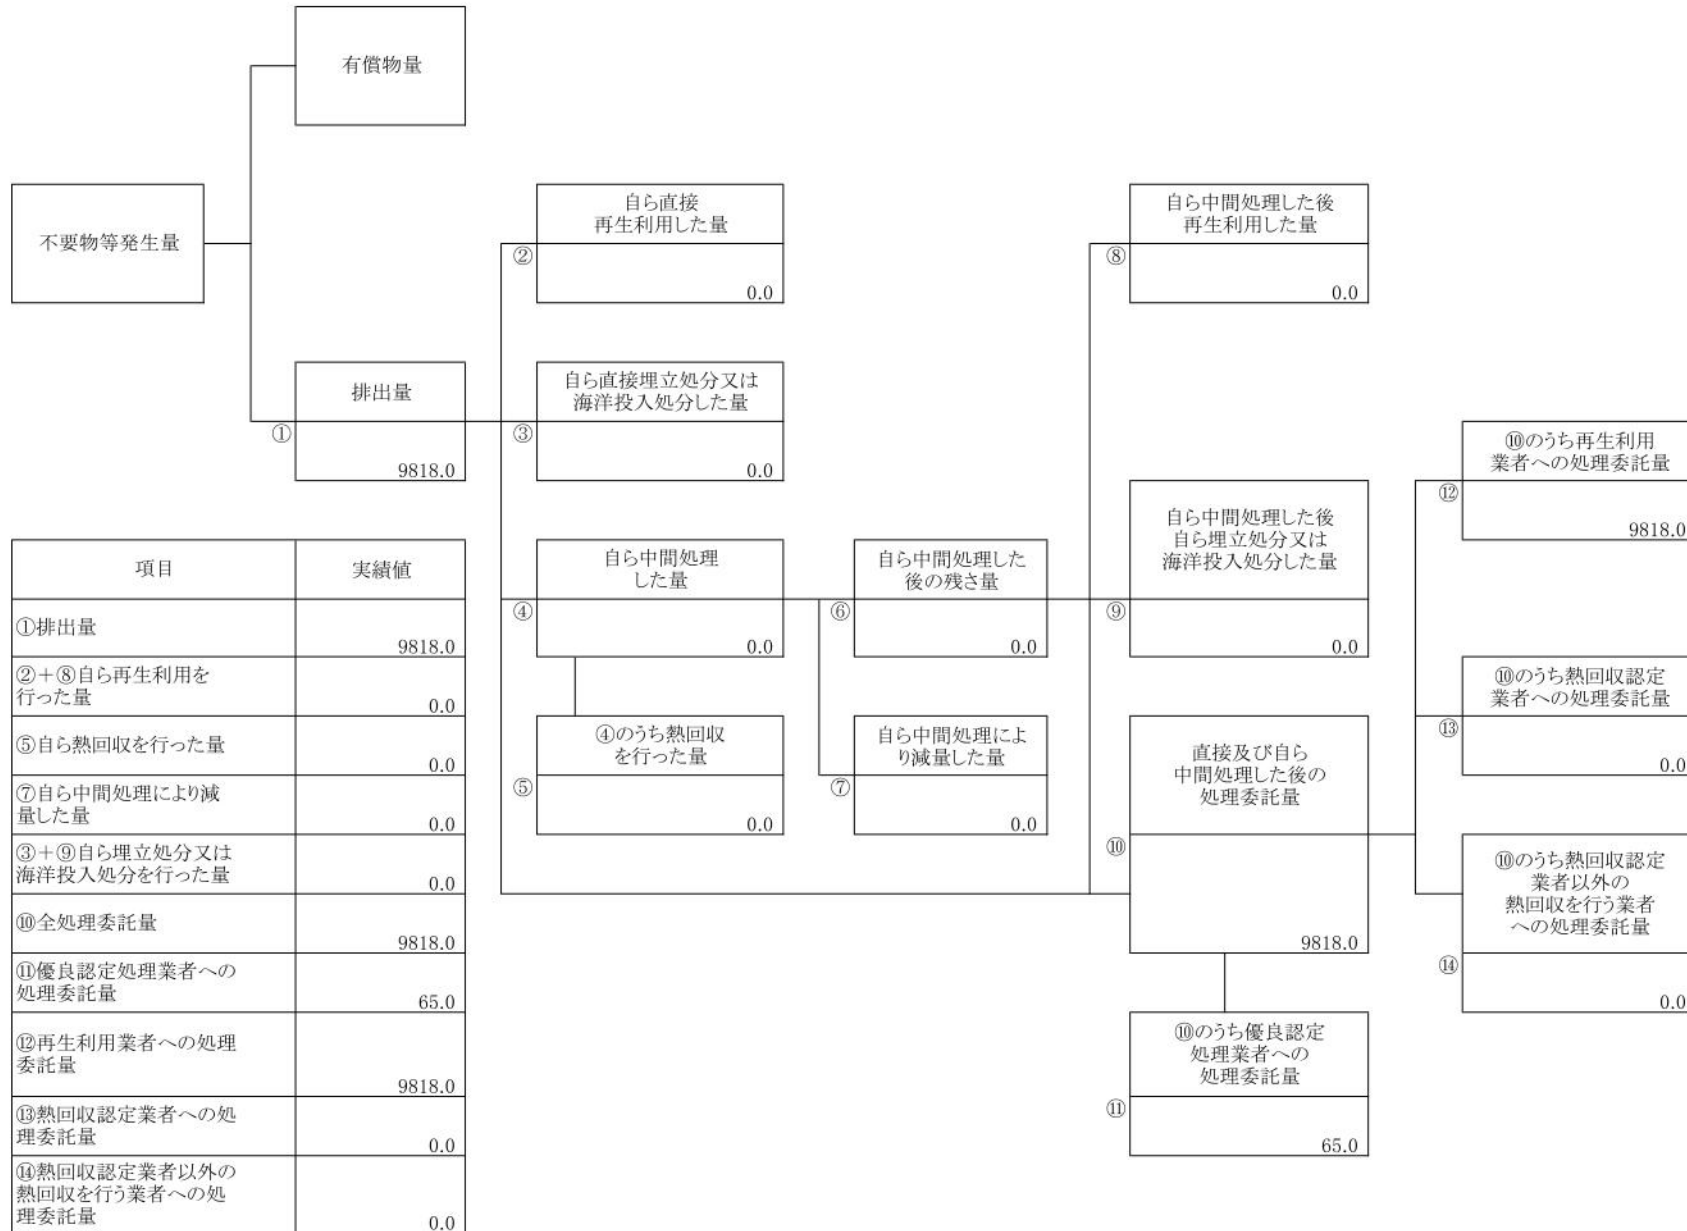 有償物量
不要物等発生量
自ら直接
再生利用した量
②
0.0
自ら中間処理した後
再生利用した量
⑧
0.0
排出量
①
9818.0
自ら直接埋立処分又は
海洋投入処分した量
③
0.0
⑩のうち再生利用
業者への処理委託量
⑫
9818.0
自ら中間処理
した量
④
0.0
自ら中間処理した
後の残さ量
⑥
0.0
自ら中間処理した後
自ら埋立処分又は
海洋投入処分した量
⑨
0.0
⑩のうち熱回収認定
業者への処理委託量
⑬
0.0
④のうち熱回収
を行った量
⑤
0.0
自ら中間処理によ
り減量した量
⑦
0.0
直接及び自ら
中間処理した後の
処理委託量
⑩
9818.0
⑩のうち熱回収認定
業者以外の
熱回収を行う業者
への処理委託量
⑭
0.0
⑩のうち優良認定
処理業者への
処理委託量
⑪
65.0
項目 実績値
①排出量
9818.0
②+⑧自ら再生利用を
行った量
0.0
⑤自ら熱回収を行った量
0.0
⑦自ら中間処理により減
量した量
0.0
③+⑨自ら埋立処分又は
海洋投入処分を行った量
0.0
⑩全処理委託量
9818.0
⑪優良認定処理業者への
処理委託量
65.0
⑫再生利用業者への処理
委託量
9818.0
⑬熱回収認定業者への処
理委託量
0.0
⑭熱回収認定業者以外の
熱回収を行う業者への処
理委託量
0.0